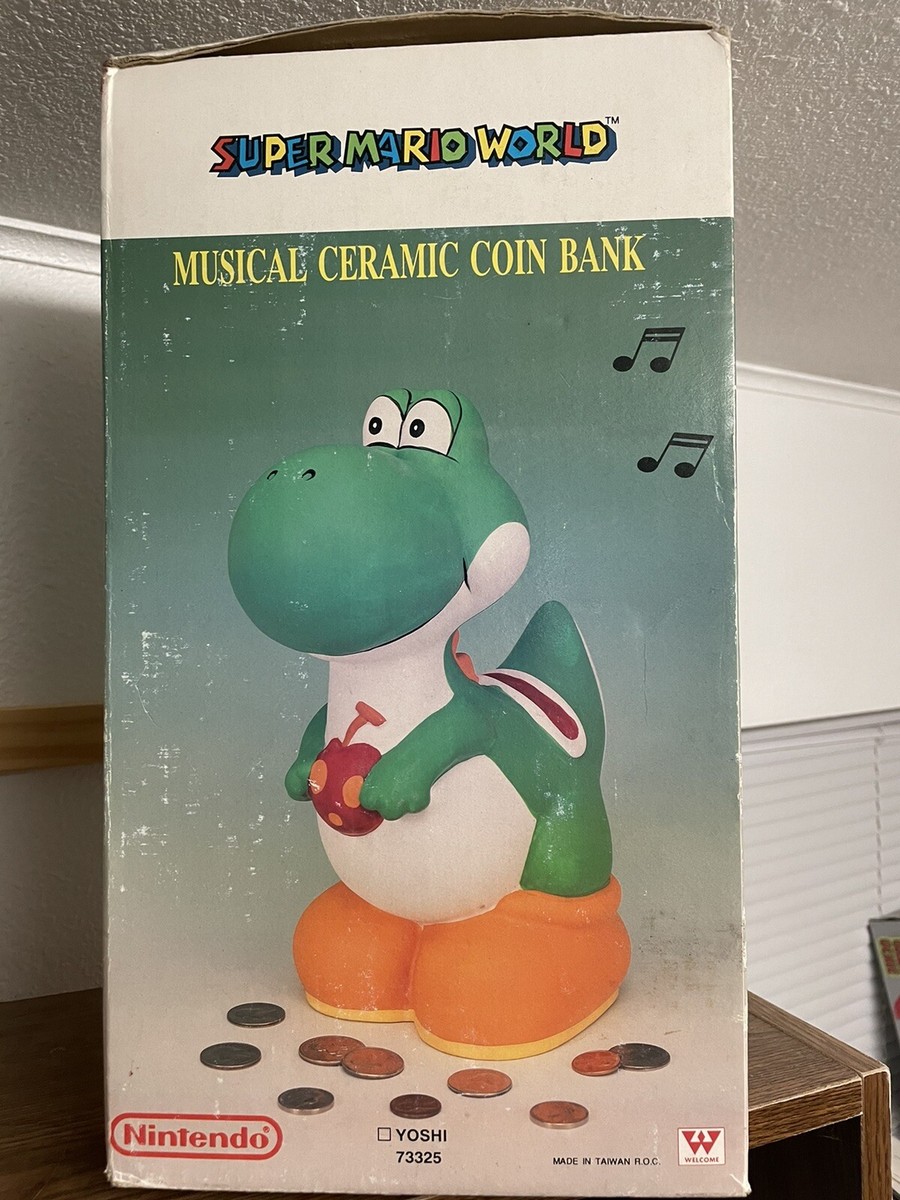 SUPER MARIO WORLD™
MUSICAL CERAMIC COIN BANK
Nintendo®
☐ YOSHI
73325
MADE IN TAIWAN R.O.C.
WELCOME